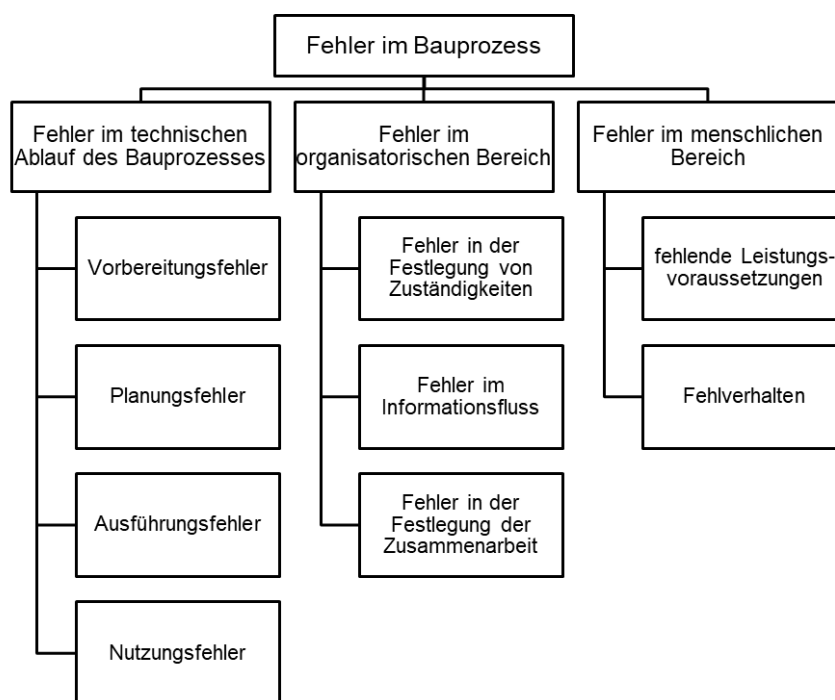 Fehler im Bauprozess
Fehler im technischen
Ablauf des Bauprozesses
Fehler im
organisatorischen Bereich
Fehler im menschlichen
Bereich
Vorbereitungsfehler
Planungsfehler
Ausführungsfehler
Nutzungsfehler
Fehler in der
Festlegung von
Zuständigkeiten
Fehler im
Informationsfluss
Fehler in der
Festlegung der
Zusammenarbeit
fehlende Leistungs-
voraussetzungen
Fehlverhalten